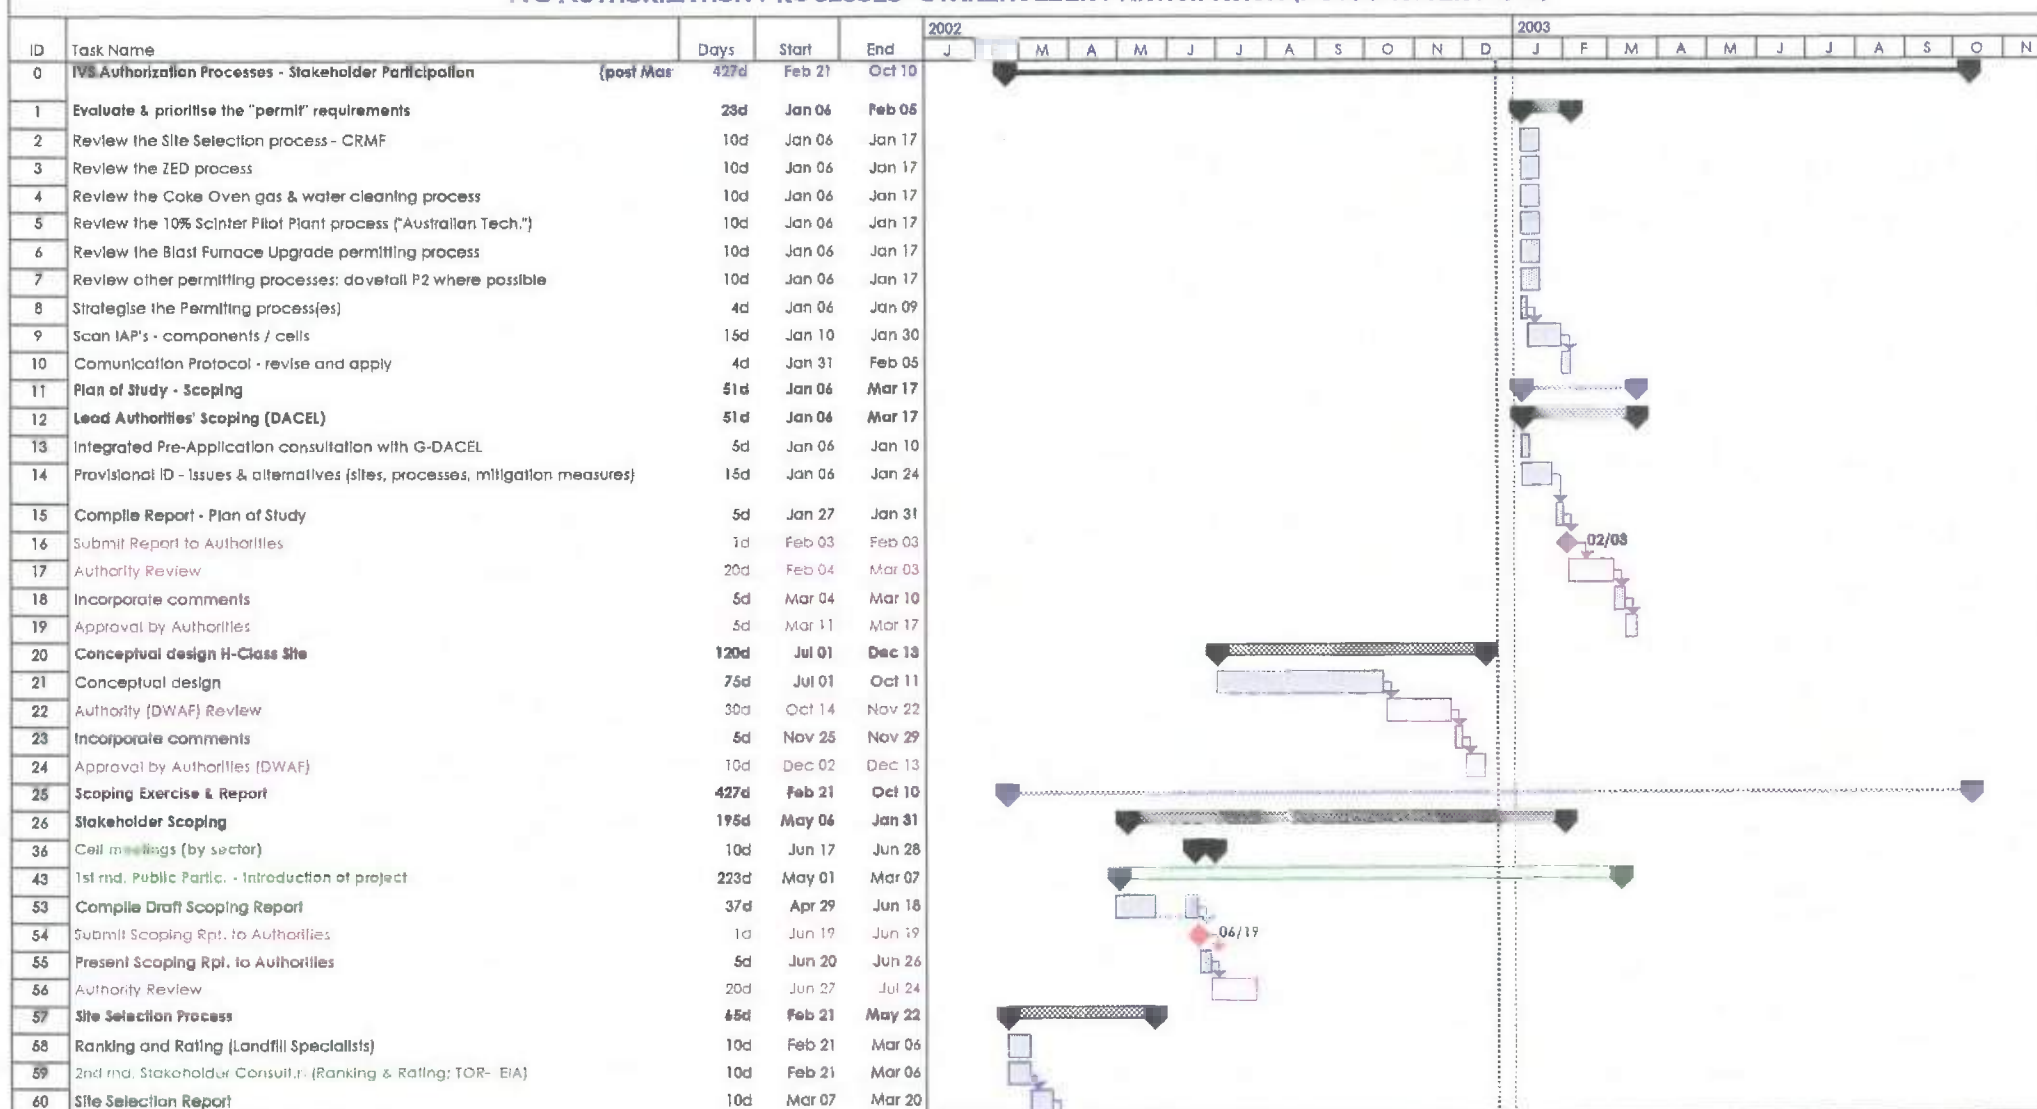 2002 2003
ID Task Name Days Start End J M A M J J A S O N D J F M A M J J A S O N
0 IVS Authorization Processes - Stakeholder Participation (post Mas 427d Feb 21 Oct 10
1 Evaluate & prioritise the "permit" requirements 23d Jan 06 Feb 05
2 Review the Site Selection process - CRMF 10d Jan 06 Jan 17
3 Review the ZED process 10d Jan 06 Jan 17
4 Review the Coke Oven gas & water cleaning process 10d Jan 06 Jan 17
5 Review the 10% Scinter Pilot Plant process ("Australian Tech.") 10d Jan 06 Jan 17
6 Review the Blast Furnace Upgrade permitting process 10d Jan 06 Jan 17
7 Review other permitting processes: dovetail P2 where possible 10d Jan 06 Jan 17
8 Strategise the Permiting process(es) 4d Jan 06 Jan 09
9 Scan IAP's - components / cells 15d Jan 10 Jan 30
10 Comunication Protocol - revise and apply 4d Jan 31 Feb 05
11 Plan of Study - Scoping 51d Jan 06 Mar 17
12 Lead Authorities' Scoping (DACEL) 51d Jan 06 Mar 17
13 Integrated Pre-Application consultation with G-DACEL 5d Jan 06 Jan 10
14 Provisional ID - Issues & alternatives (sites, processes, mitigation measures) 15d Jan 06 Jan 24
15 Compile Report - Plan of Study 5d Jan 27 Jan 31
16 Submit Report to Authorities 1d Feb 03 Feb 03 02/03
17 Authority Review 20d Feb 04 Mar 03
18 Incorporate comments 5d Mar 04 Mar 10
19 Approval by Authorities 5d Mar 11 Mar 17
20 Conceptual design H-Class Site 120d Jul 01 Dec 13
21 Conceptual design 75d Jul 01 Oct 11
22 Authority (DWAF) Review 30d Oct 14 Nov 22
23 Incorporate comments 5d Nov 25 Nov 29
24 Approval by Authorities (DWAF) 10d Dec 02 Dec 13
25 Scoping Exercise & Report 427d Feb 21 Oct 10
26 Stakeholder Scoping 195d May 06 Jan 31
36 Cell meetings (by sector) 10d Jun 17 Jun 28
43 1st rnd. Public Partic. - Introduction of project 223d May 01 Mar 07
53 Compile Draft Scoping Report 37d Apr 29 Jun 18
54 Submit Scoping Rpt. to Authorities 1d Jun 19 Jun 19 06/19
55 Present Scoping Rpt. to Authorities 5d Jun 20 Jun 26
56 Authority Review 20d Jun 27 Jul 24
57 Site Selection Process 65d Feb 21 May 22
58 Ranking and Rating (Landfill Specialists) 10d Feb 21 Mar 06
59 2nd rnd. Stakeholder Consult.n (Ranking & Rating; TOR- EIA) 10d Feb 21 Mar 06
60 Site Selection Report 10d Mar 07 Mar 20